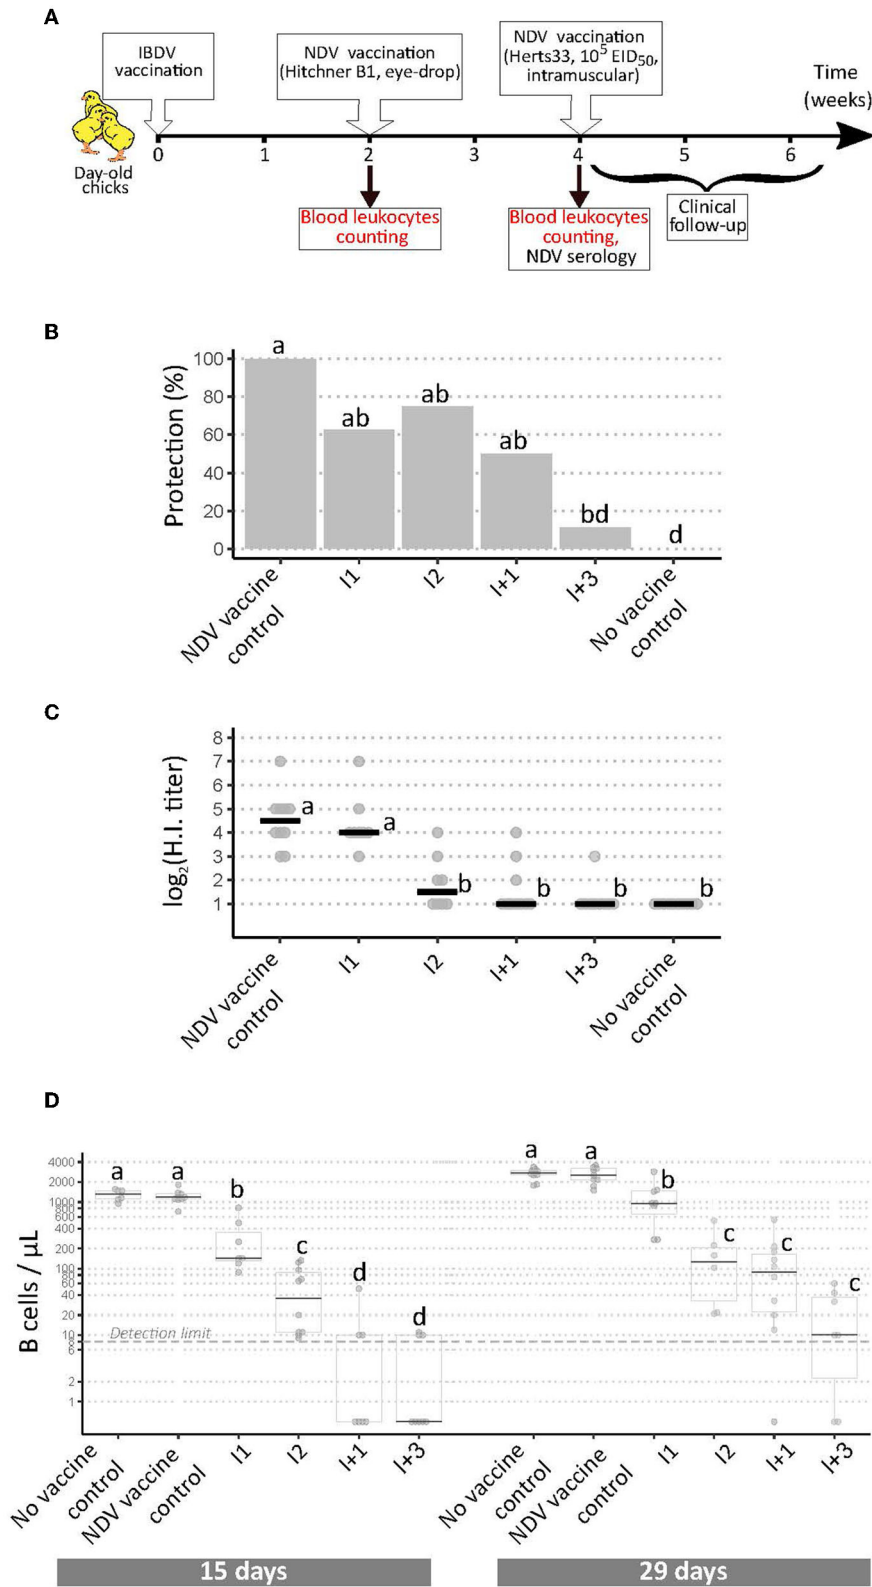 A
IBDV
vaccination
NDV vaccination
(Hitchner B1, eye-drop)
NDV vaccination
(Herts33, 10⁵ EID₅₀,
intramuscular)
Time
(weeks)
Day-old
chicks
0 1 2 3 4 5 6
Blood leukocytes
counting
Blood leukocytes
counting,
NDV serology
Clinical
follow-up
B
Protection (%)
100
80
60
40
20
0
a ab ab ab bd d
NDV vaccine
control
I1
I2
I+1
I+3
No vaccine
control
C
log₂(H.I. titer)
8
7
6
5
4
3
2
1
a a b b b b
NDV vaccine
control
I1
I2
I+1
I+3
No vaccine
control
D
B cells / µL
4000
2000
1000
800
600
400
200
100
80
60
40
20
10
8
6
2
1
Detection limit
a a b c d d a a b c c c
No vaccine
control
NDV vaccine
control
I1
I2
I+1
I+3
No vaccine
control
NDV vaccine
control
I1
I2
I+1
I+3
15 days
29 days